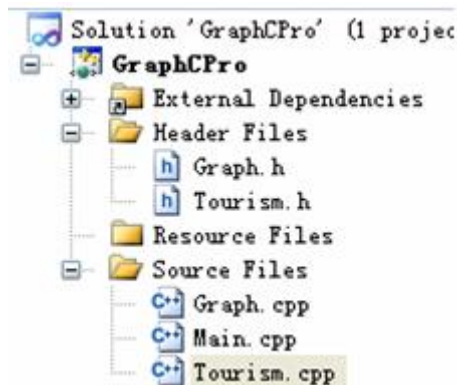 Solution 'GraphCPro' (1 projec
GraphCPro
External Dependencies
Header Files
h Graph.h
h Tourism.h
Resource Files
Source Files
C++ Graph.cpp
C++ Main.cpp
C++ Tourism.cpp